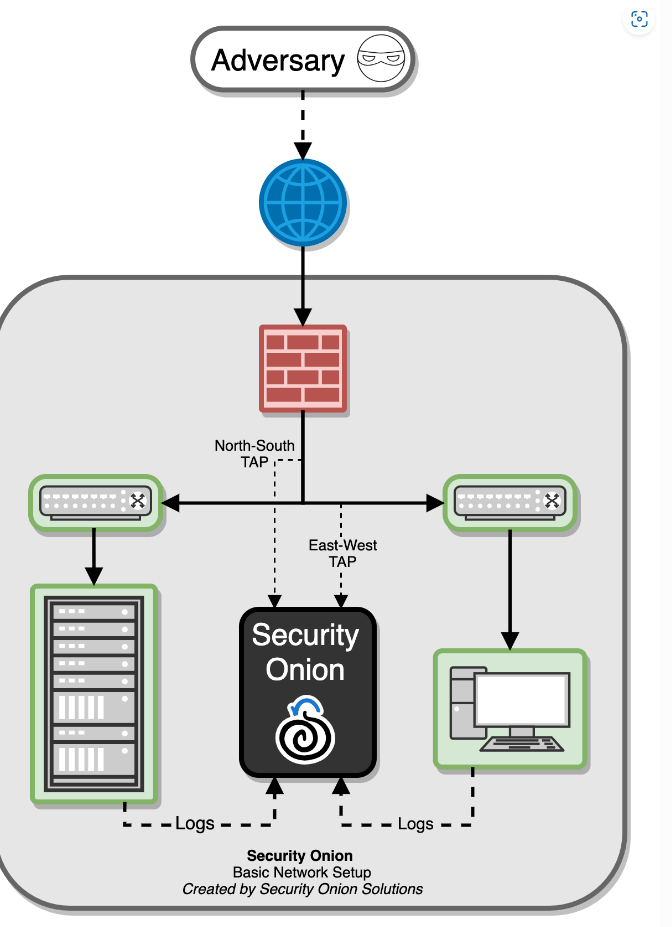 Adversary
North-South
TAP
East-West
TAP
Security
Onion
Logs
Logs
Security Onion
Basic Network Setup
Created by Security Onion Solutions